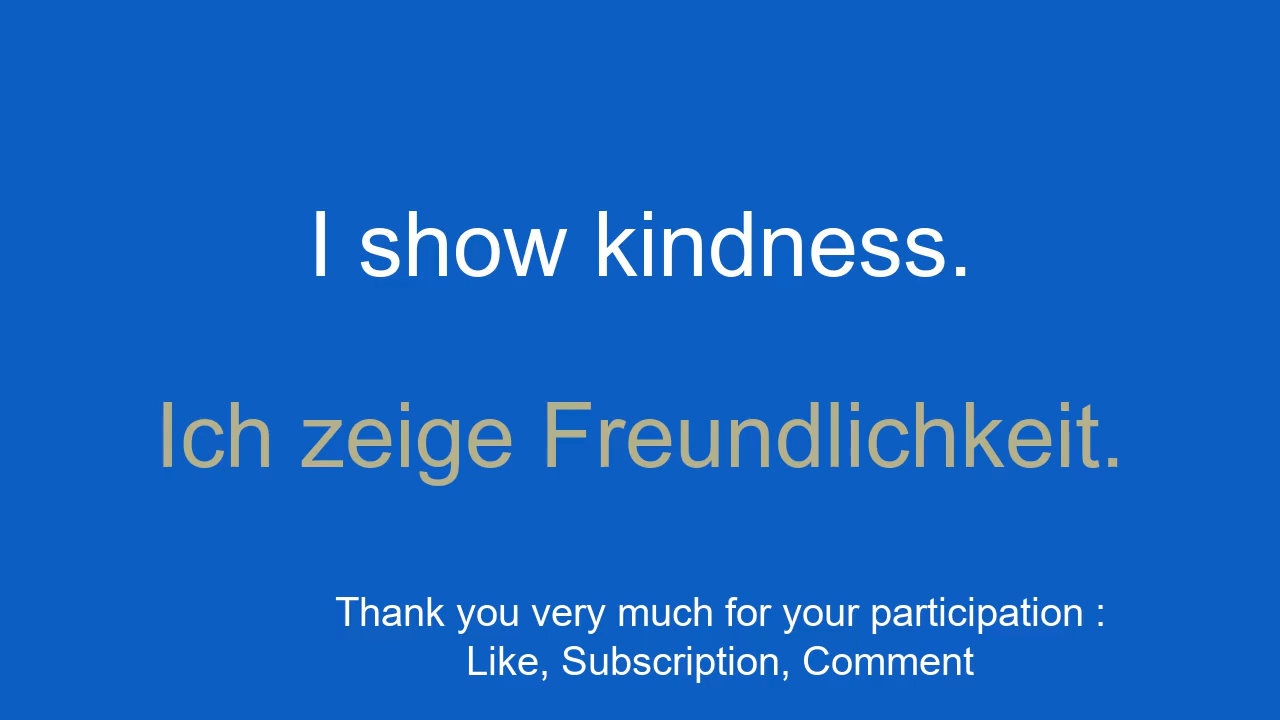 I show kindness.
Ich zeige Freundlichkeit.
Thank you very much for your participation :
Like, Subscription, Comment